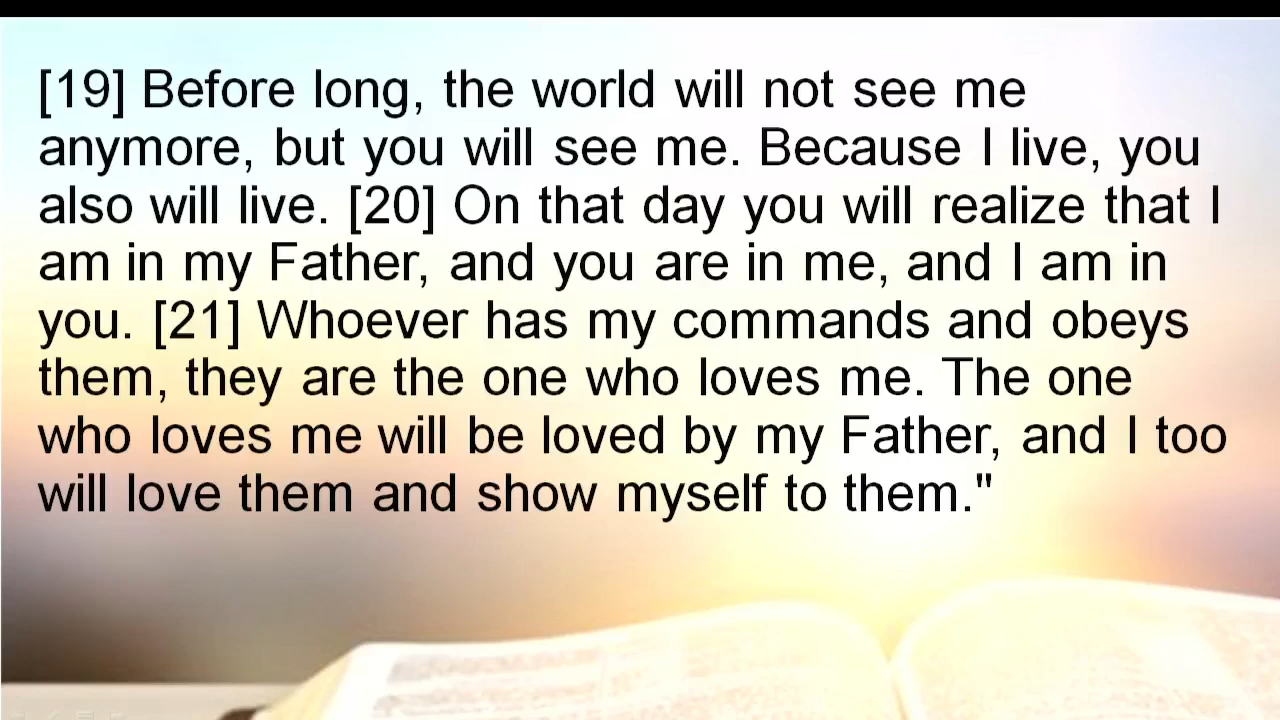 [19] Before long, the world will not see me
anymore, but you will see me. Because I live, you
also will live. [20] On that day you will realize that I
am in my Father, and you are in me, and I am in
you. [21] Whoever has my commands and obeys
them, they are the one who loves me. The one
who loves me will be loved by my Father, and I too
will love them and show myself to them."